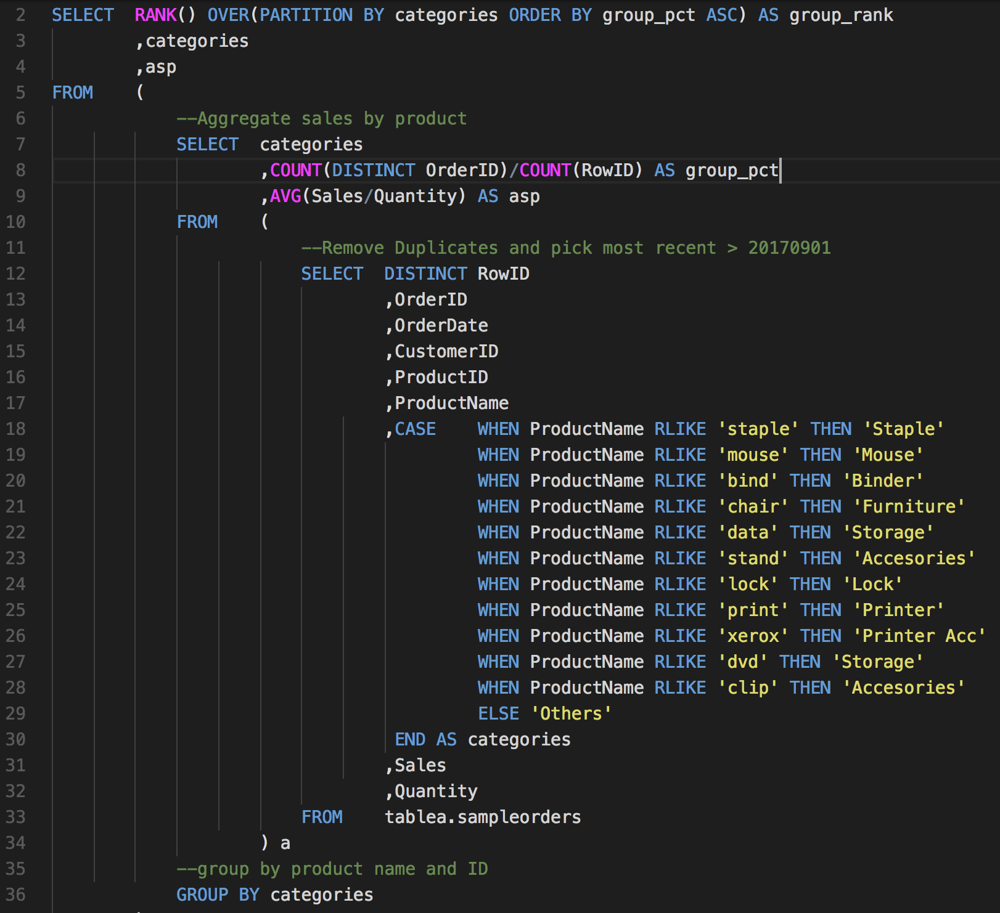 2 SELECT RANK() OVER(PARTITION BY categories ORDER BY group_pct ASC) AS group_rank
3 ,categories
4 ,asp
5 FROM (
6 --Aggregate sales by product
7 SELECT categories
8 ,COUNT(DISTINCT OrderID)/COUNT(RowID) AS group_pct
9 ,AVG(Sales/Quantity) AS asp
10 FROM (
11 --Remove Duplicates and pick most recent > 20170901
12 SELECT DISTINCT RowID
13 ,OrderID
14 ,OrderDate
15 ,CustomerID
16 ,ProductID
17 ,ProductName
18 ,CASE WHEN ProductName RLIKE 'staple' THEN 'Staple'
19 WHEN ProductName RLIKE 'mouse' THEN 'Mouse'
20 WHEN ProductName RLIKE 'bind' THEN 'Binder'
21 WHEN ProductName RLIKE 'chair' THEN 'Furniture'
22 WHEN ProductName RLIKE 'data' THEN 'Storage'
23 WHEN ProductName RLIKE 'stand' THEN 'Accesories'
24 WHEN ProductName RLIKE 'lock' THEN 'Lock'
25 WHEN ProductName RLIKE 'print' THEN 'Printer'
26 WHEN ProductName RLIKE 'xerox' THEN 'Printer Acc'
27 WHEN ProductName RLIKE 'dvd' THEN 'Storage'
28 WHEN ProductName RLIKE 'clip' THEN 'Accesories'
29 ELSE 'Others'
30 END AS categories
31 ,Sales
32 ,Quantity
33 FROM tablea.sampleorders
34 ) a
35 --group by product name and ID
36 GROUP BY categories